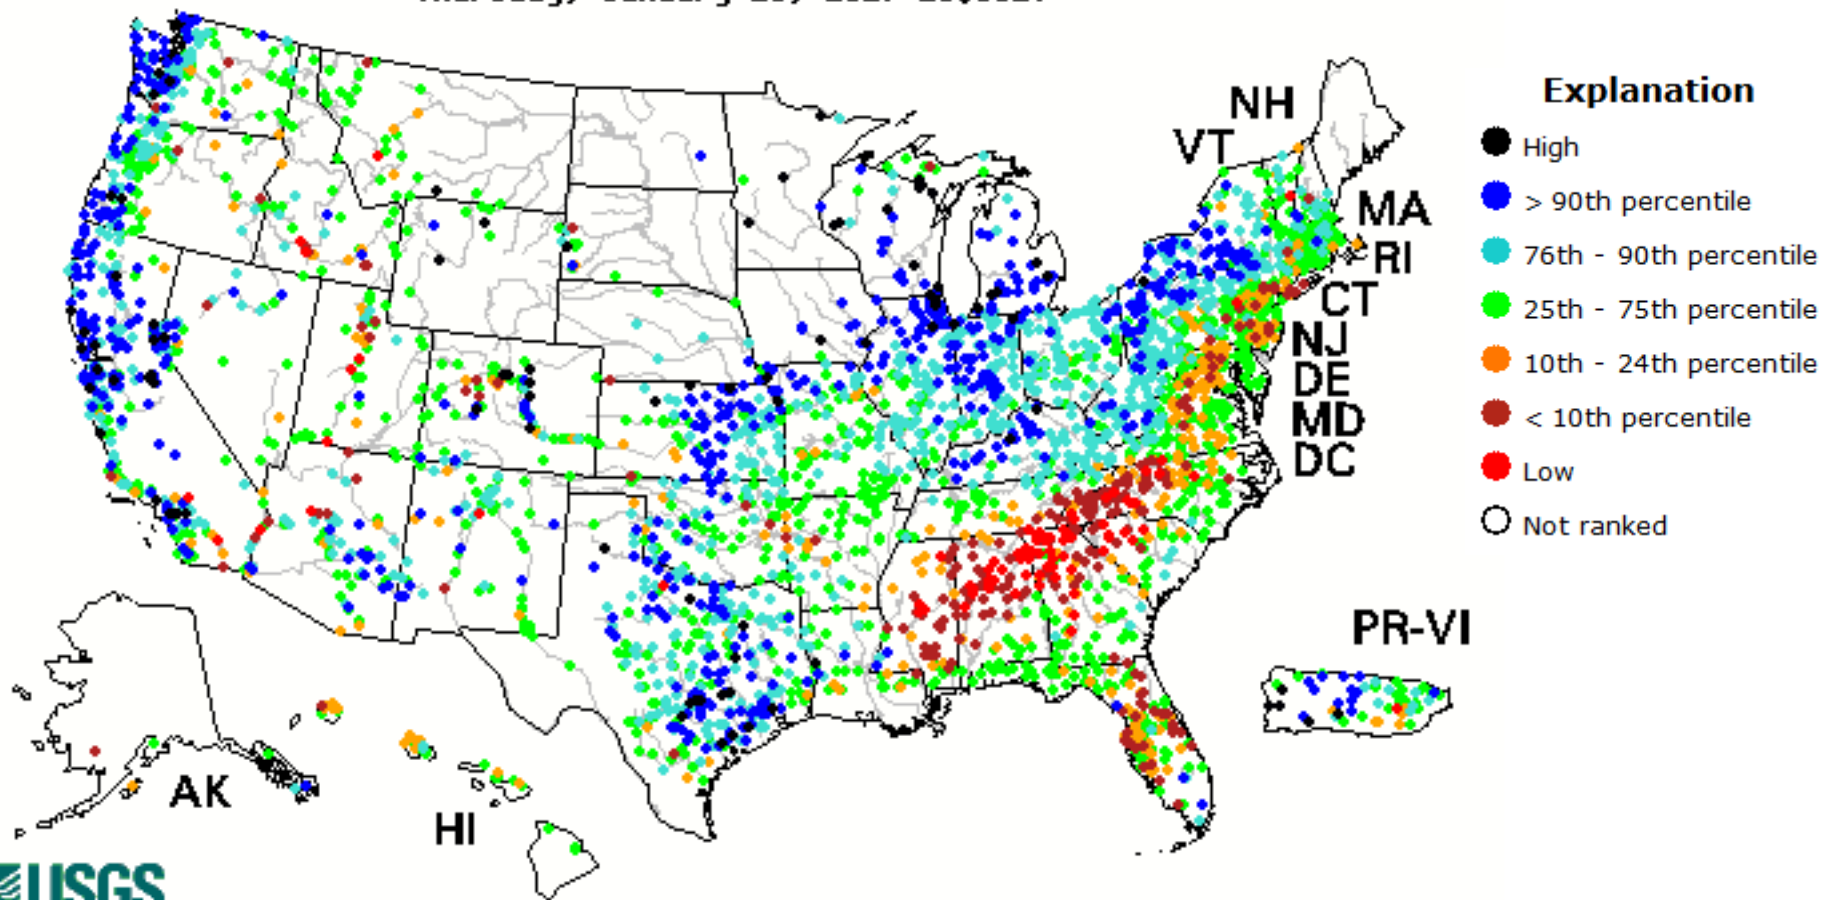 Explanation
High
> 90th percentile
76th - 90th percentile
25th - 75th percentile
10th - 24th percentile
< 10th percentile
Low
Not ranked
NH
VT
MA
RI
CT
NJ
DE
MD
DC
PR-VI
AK
HI
USGS